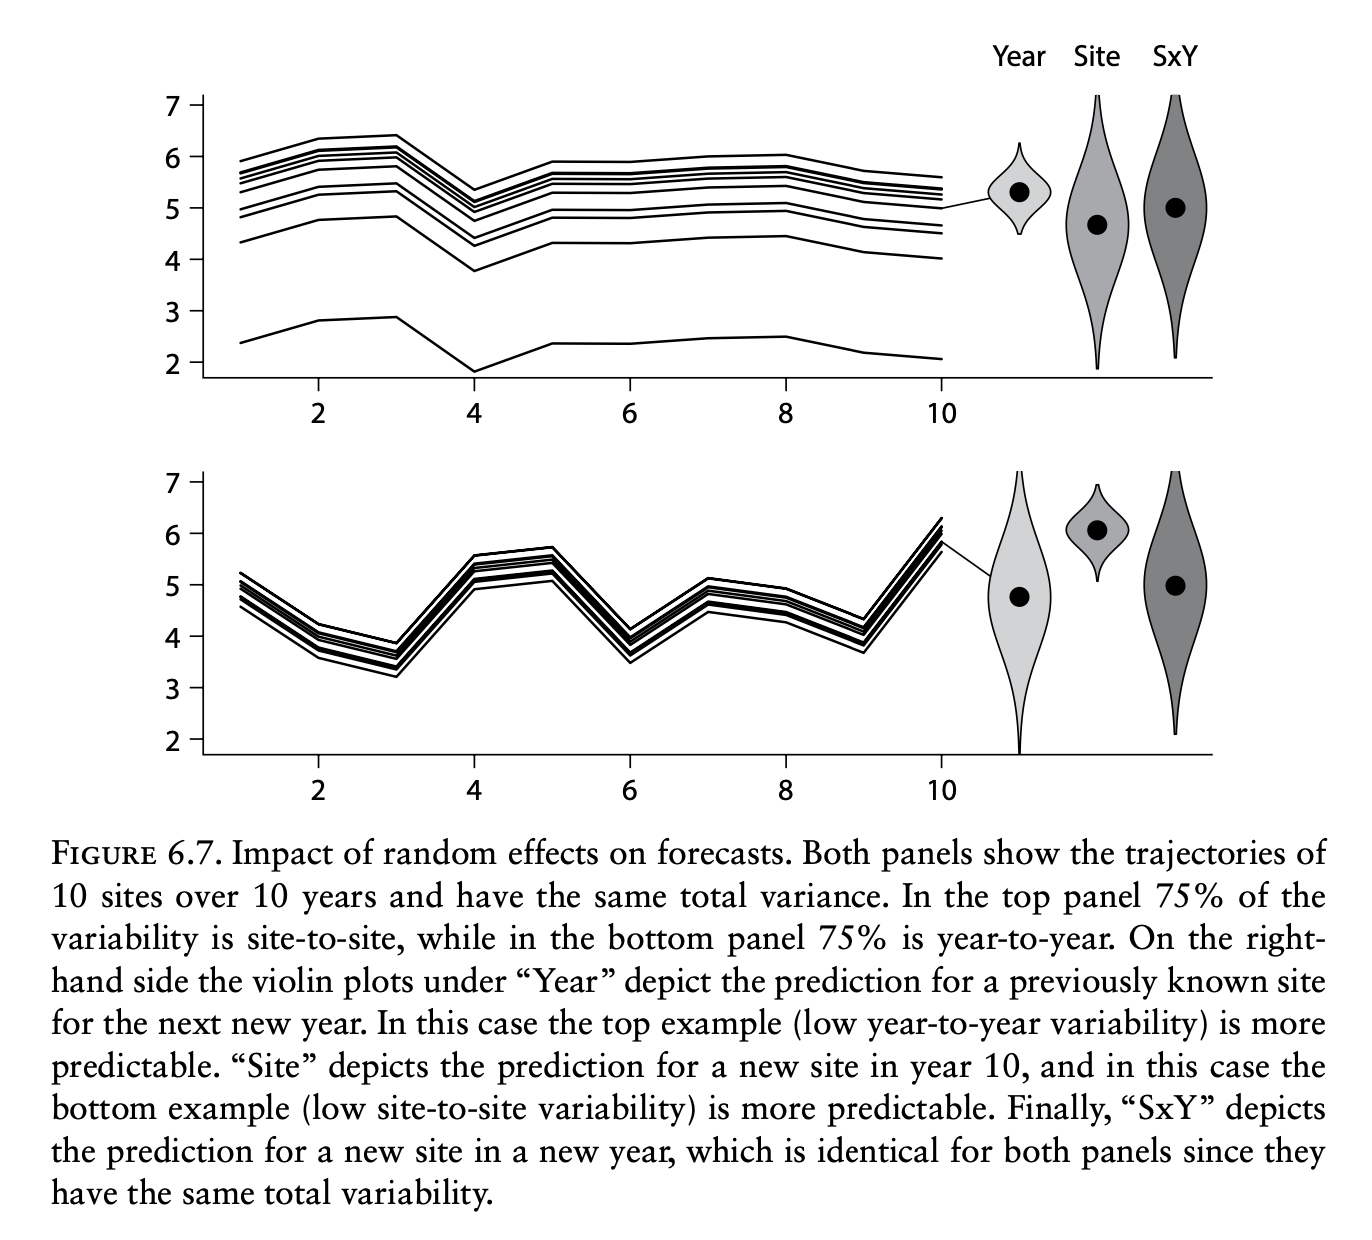 Year Site SxY
7
6
5
4
3
2
2 4 6 8 10
7
6
5
4
3
2
2 4 6 8 10
FIGURE 6.7. Impact of random effects on forecasts. Both panels show the trajectories of
10 sites over 10 years and have the same total variance. In the top panel 75% of the
variability is site-to-site, while in the bottom panel 75% is year-to-year. On the right-
hand side the violin plots under “Year” depict the prediction for a previously known site
for the next new year. In this case the top example (low year-to-year variability) is more
predictable. “Site” depicts the prediction for a new site in year 10, and in this case the
bottom example (low site-to-site variability) is more predictable. Finally, “SxY” depicts
the prediction for a new site in a new year, which is identical for both panels since they
have the same total variability.